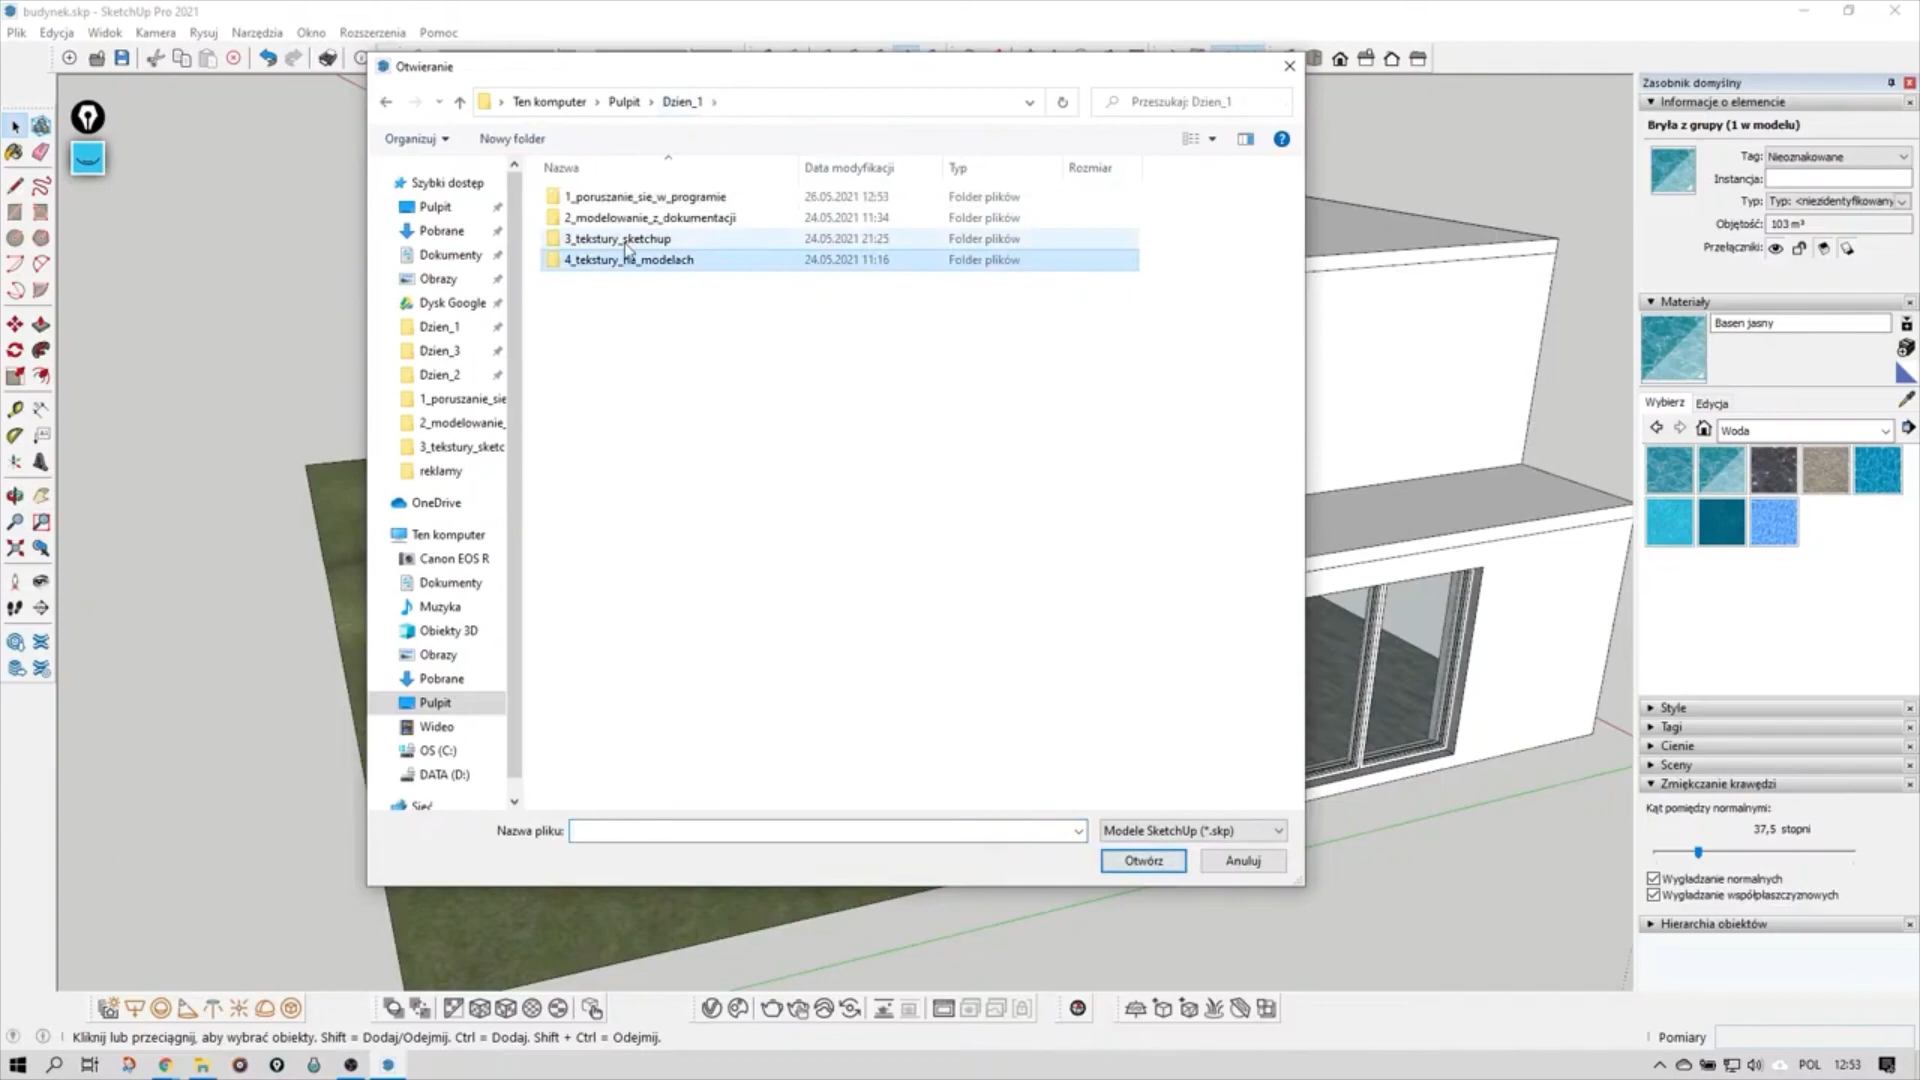 budynek.skp - SketchUp Pro 2021
Plik Edycja Widok Kamera Rysuj Narzędzia Okno Rozszerzenia Pomoc
Otwieranie
Ten komputer Pulpit Dzien_1
Przeszukaj: Dzien_1
Organizuj Nowy folder
Nazwa Data modyfikacji Typ Rozmiar
1_poruszanie_sie_w_programie 26.05.2021 12:53 Folder plików
2_modelowanie_z_dokumentacji 24.05.2021 11:34 Folder plików
3_tekstury_sketchup 24.05.2021 21:25 Folder plików
4_tekstury_na_modelach 24.05.2021 11:16 Folder plików
Szybki dostęp
Pulpit
Pobrane
Dokumenty
Obrazy
Dysk Google
Dzien_1
Dzien_3
Dzien_2
1_poruszanie_sie
2_modelowanie_
3_tekstury_sketc
reklamy
OneDrive
Ten komputer
Canon EOS R
Dokumenty
Muzyka
Obiekty 3D
Obrazy
Pobrane
Pulpit
Wideo
OS (C:)
DATA (D:)
Sieć
Nazwa pliku:
Modele SketchUp (*.skp)
Otwórz Anuluj
Zasobnik domyślny
Informacje o elemencie
Bryła z grupy (1 w modelu)
Tag: Nieoznakowane
Instancja:
Typ: Typ: <niezidentyfikowany
Objętość: 103 m³
Przełączniki:
Materiały
Basen jasny
Wybierz Edycja
Woda
Style
Tagi
Cienie
Sceny
Zmiękczanie krawędzi
Kąt pomiędzy normalnymi:
37,5 stopni
Wygładzanie normalnych
Wygładzanie współpłaszczyznowych
Hierarchia obiektów
Kliknij lub przeciągnij, aby wybrać obiekty. Shift = Dodaj/Odejmij. Ctrl = Dodaj. Shift + Ctrl = Odejmij.
Pomiary
POL 12:53